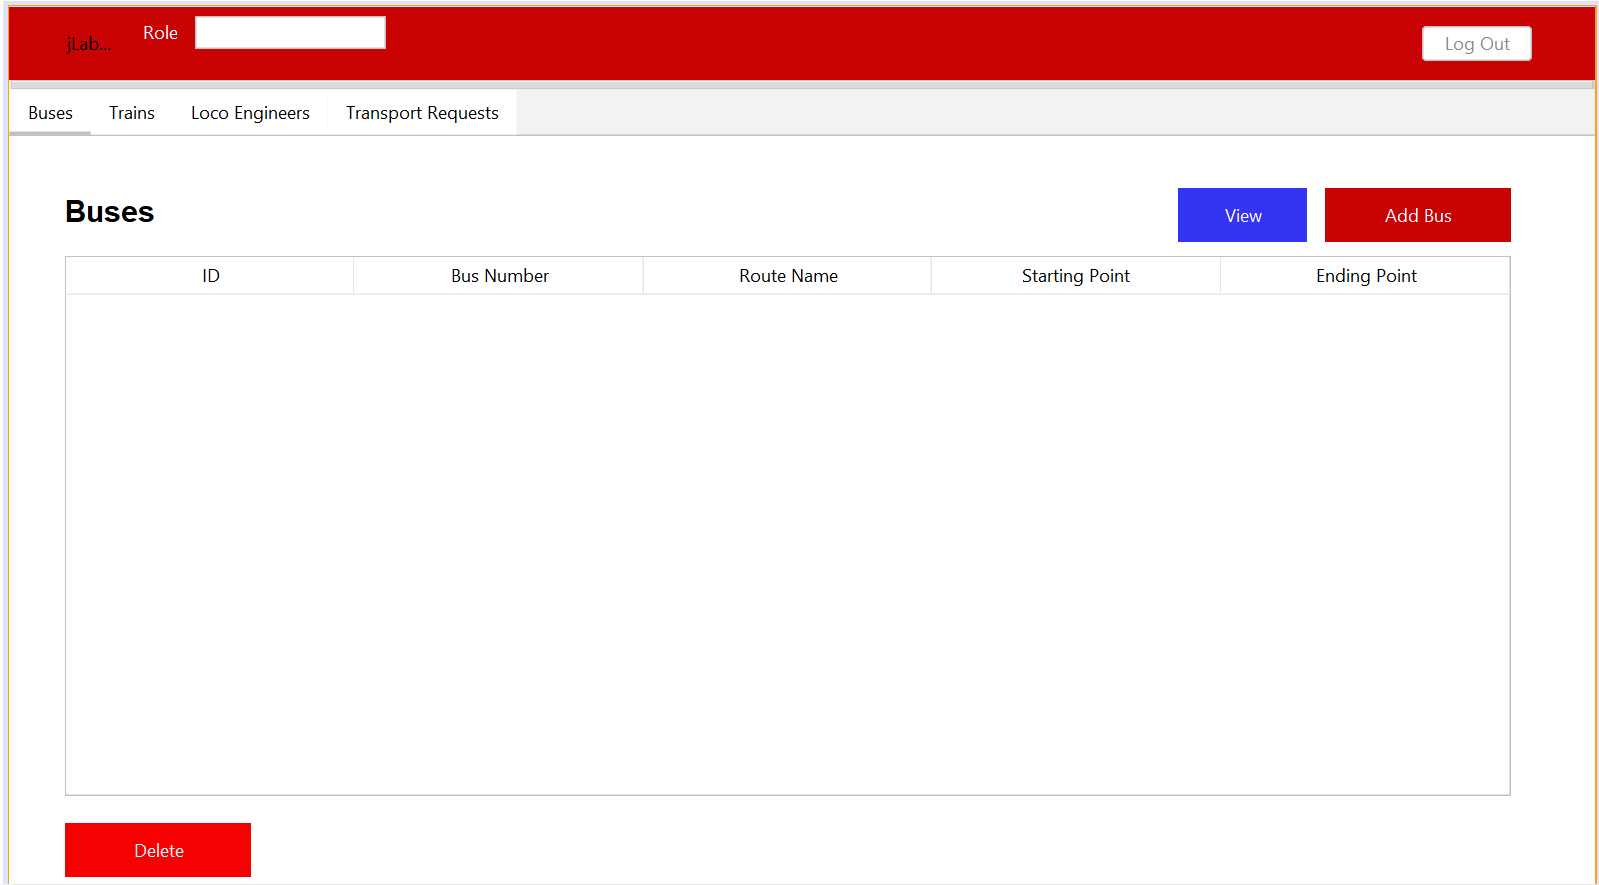 jLab... Role Log Out
Buses Trains Loco Engineers Transport Requests
Buses View Add Bus
ID Bus Number Route Name Starting Point Ending Point
Delete